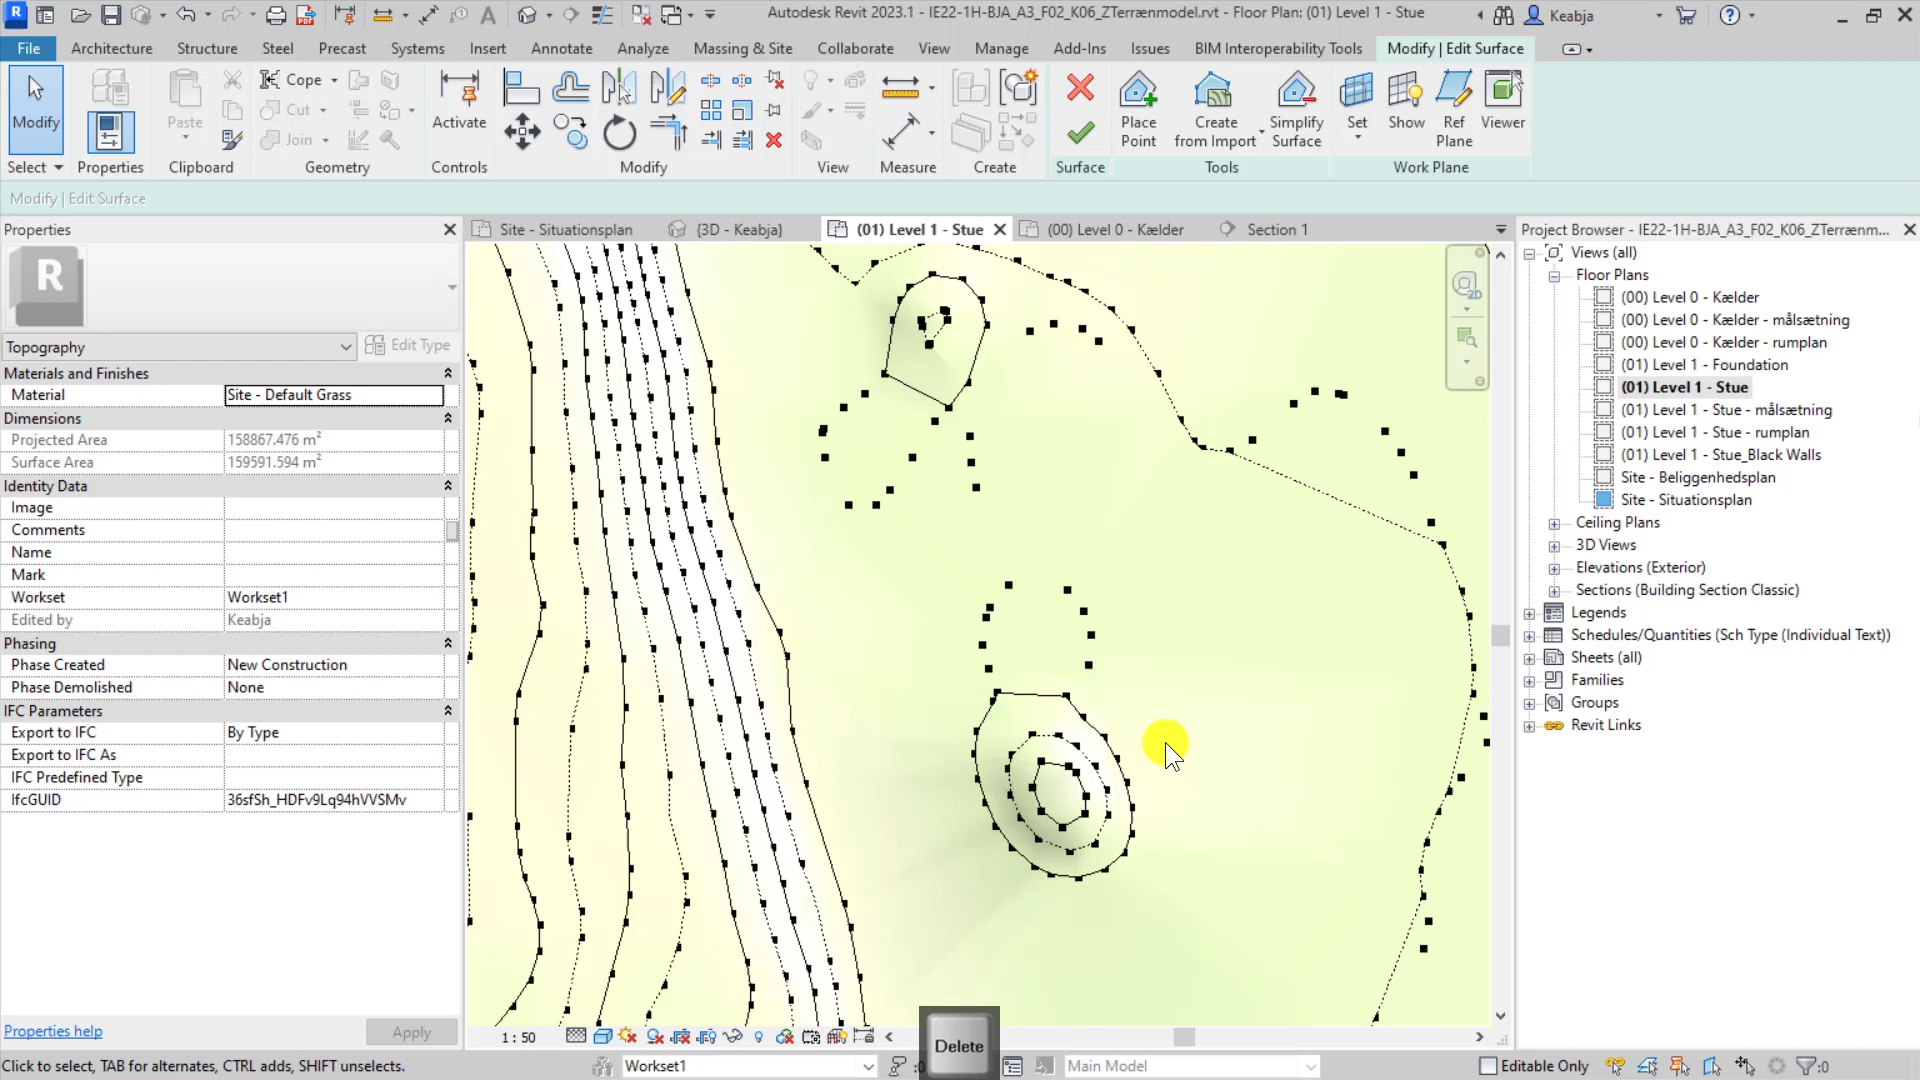 Autodesk Revit 2023.1 - IE22-1H-BJA_A3_F02_K06_ZTerrænmodel.rvt - Floor Plan: (01) Level 1 - Stue
Keabja
File Architecture Structure Steel Precast Systems Insert Annotate Analyze Massing & Site Collaborate View Manage Add-Ins Issues BIM Interoperability Tools Modify | Edit Surface
Modify
Paste
Cope
Cut
Join
Activate
Place Point
Create from Import
Simplify Surface
Set
Show
Ref Plane
Viewer
Select Properties Clipboard Geometry Controls Modify View Measure Create Surface Tools Work Plane
Modify | Edit Surface
Properties
R
Topography
Edit Type
Materials and Finishes
Material Site - Default Grass
Dimensions
Projected Area 158867.476 m²
Surface Area 159591.594 m²
Identity Data
Image
Comments
Name
Mark
Workset Workset1
Edited by Keabja
Phasing
Phase Created New Construction
Phase Demolished None
IFC Parameters
Export to IFC By Type
Export to IFC As
IFC Predefined Type
IfcGUID 36sfSh_HDFv9Lq94hVVSMv
Properties help
Apply
Site - Situationsplan
{3D - Keabja}
(01) Level 1 - Stue
(00) Level 0 - Kælder
Section 1
2D
1 : 50
Delete
Project Browser - IE22-1H-BJA_A3_F02_K06_ZTerrænm...
Views (all)
Floor Plans
(00) Level 0 - Kælder
(00) Level 0 - Kælder - målsætning
(00) Level 0 - Kælder - rumplan
(01) Level 1 - Foundation
(01) Level 1 - Stue
(01) Level 1 - Stue - målsætning
(01) Level 1 - Stue - rumplan
(01) Level 1 - Stue_Black Walls
Site - Beliggenhedsplan
Site - Situationsplan
Ceiling Plans
3D Views
Elevations (Exterior)
Sections (Building Section Classic)
Legends
Schedules/Quantities (Sch Type (Individual Text))
Sheets (all)
Families
Groups
Revit Links
Click to select, TAB for alternates, CTRL adds, SHIFT unselects.
Workset1
Main Model
Editable Only
:0